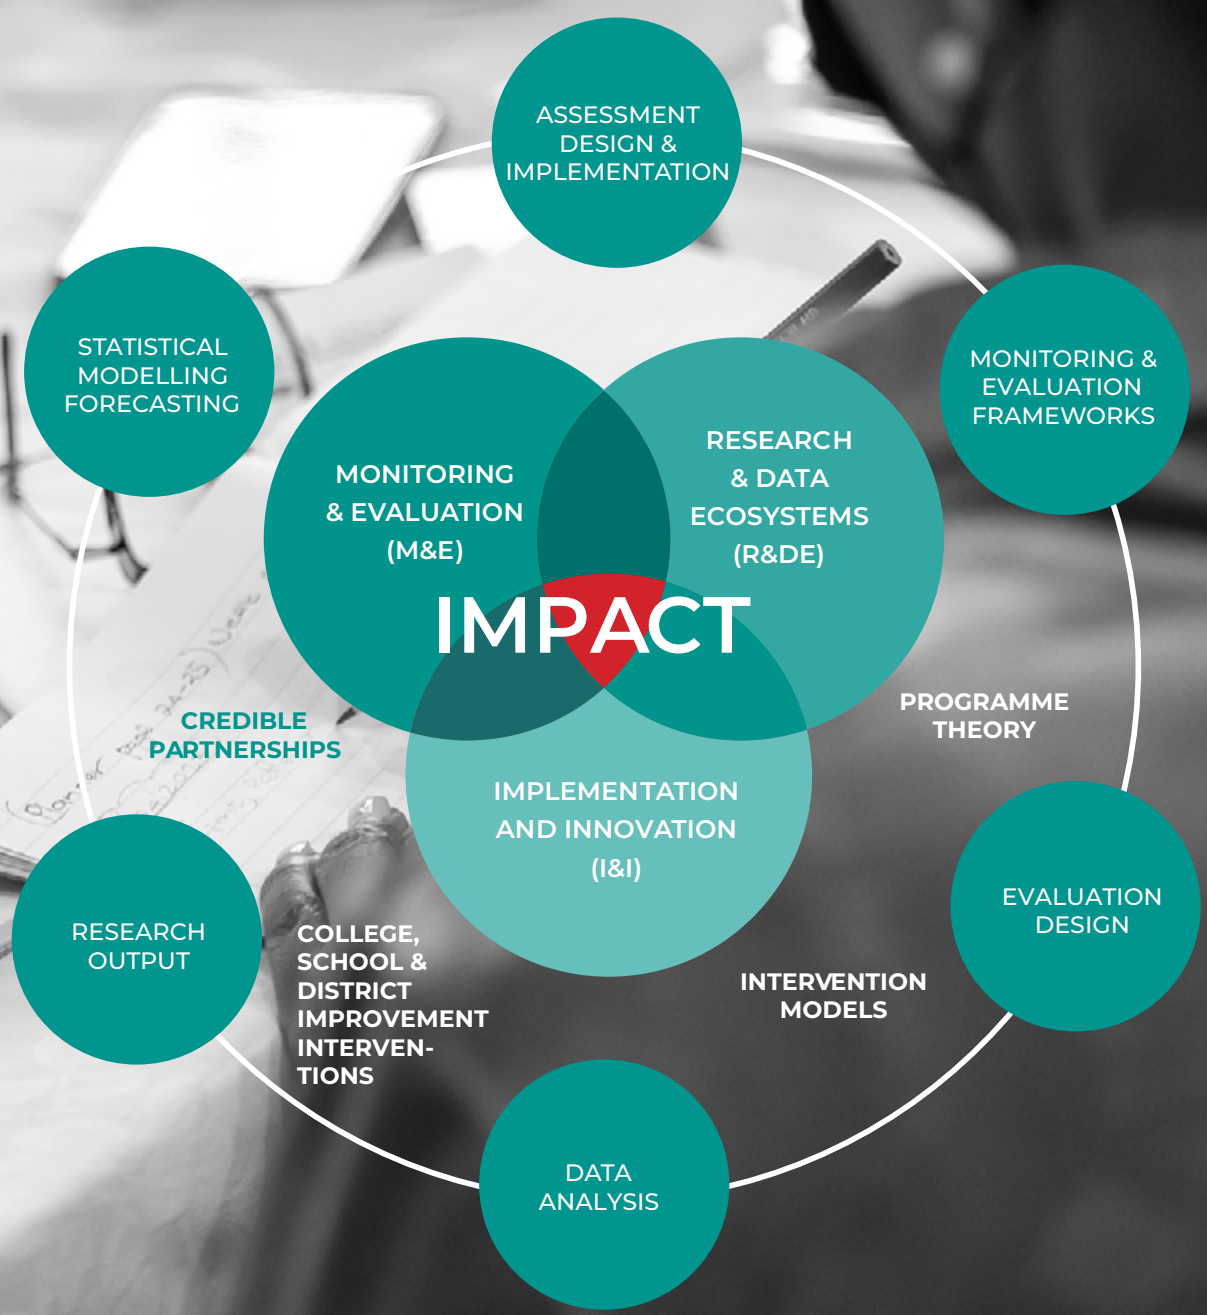 ASSESSMENT
DESIGN &
IMPLEMENTATION
STATISTICAL
MODELLING
FORECASTING
MONITORING &
EVALUATION
FRAMEWORKS
MONITORING
& EVALUATION
(M&E)
RESEARCH
& DATA
ECOSYSTEMS
(R&DE)
IMPACT
CREDIBLE
PARTNERSHIPS
PROGRAMME
THEORY
IMPLEMENTATION
AND INNOVATION
(I&I)
RESEARCH
OUTPUT
EVALUATION
DESIGN
COLLEGE,
SCHOOL &
DISTRICT
IMPROVEMENT
INTERVEN-
TIONS
INTERVENTION
MODELS
DATA
ANALYSIS